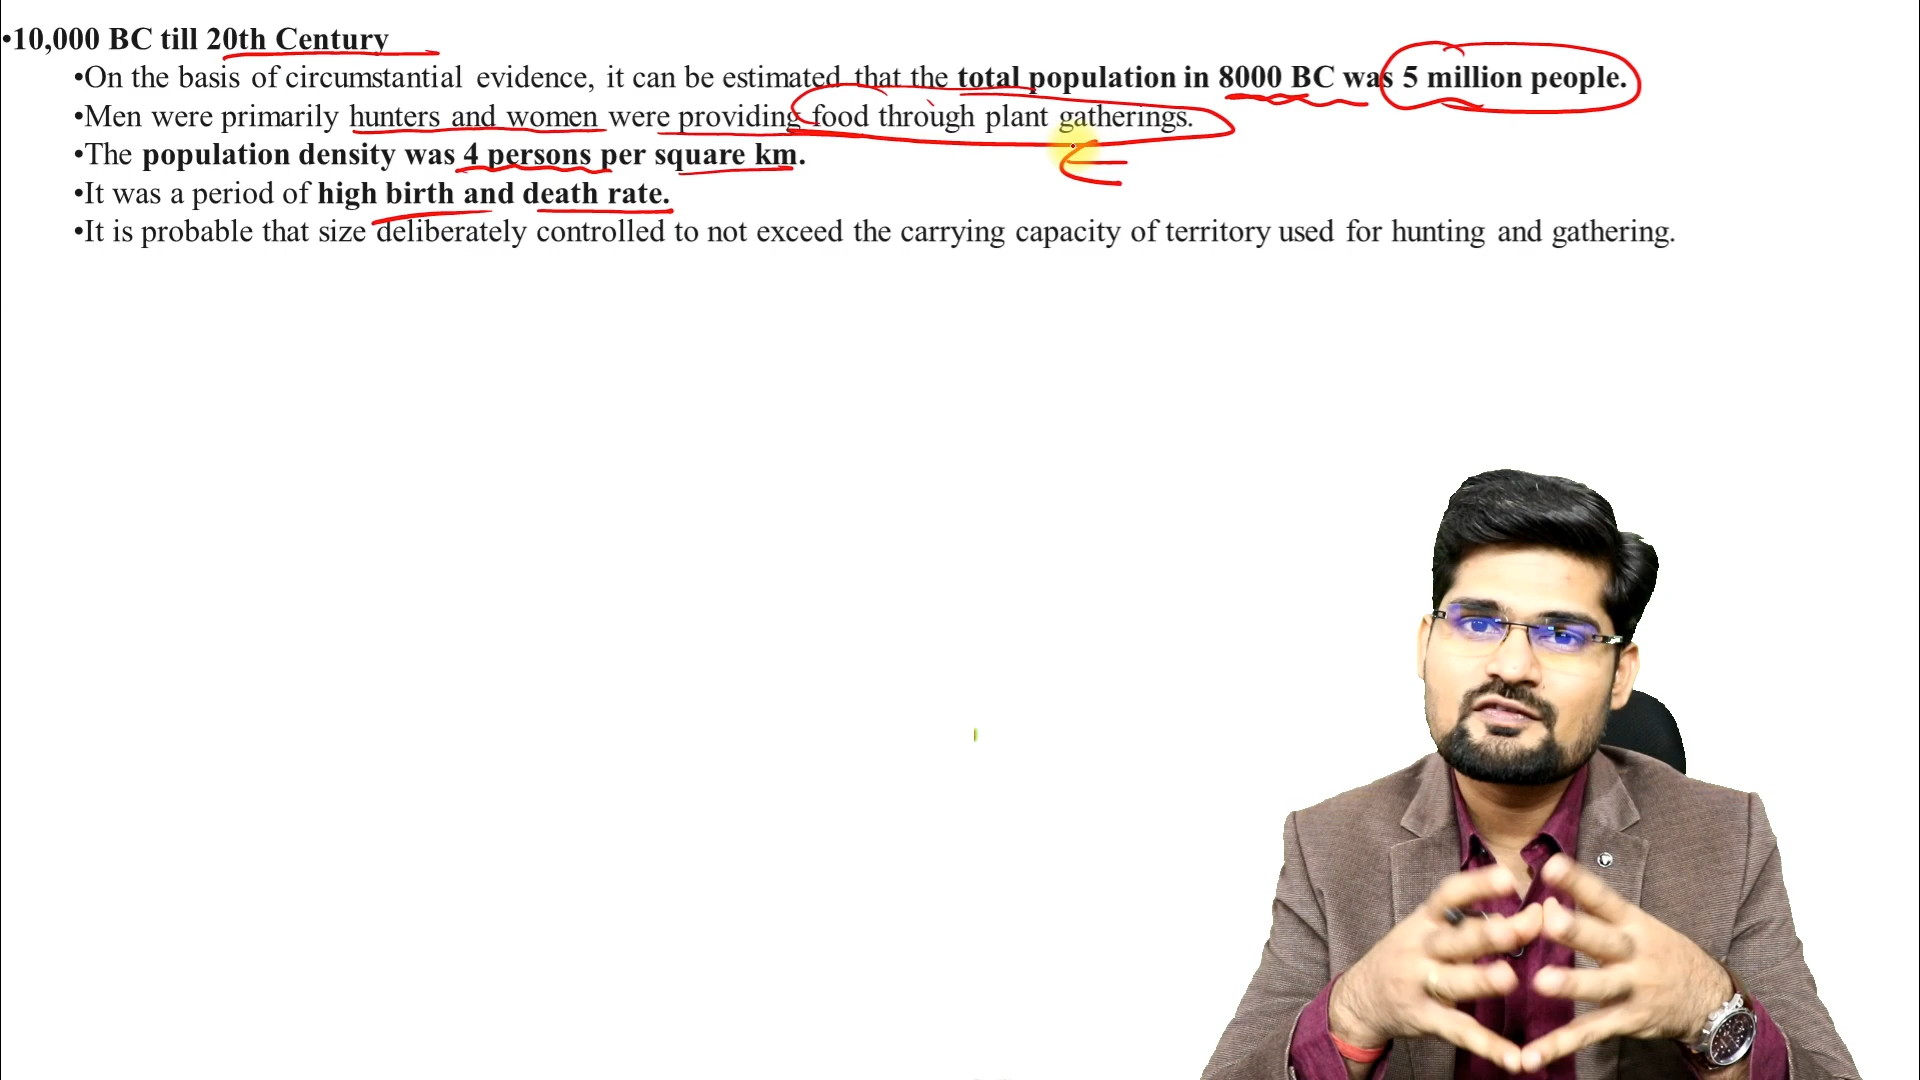 •10,000 BC till 20th Century
•On the basis of circumstantial evidence, it can be estimated that the total population in 8000 BC was 5 million people.
•Men were primarily hunters and women were providing food through plant gatherings.
•The population density was 4 persons per square km.
•It was a period of high birth and death rate.
•It is probable that size deliberately controlled to not exceed the carrying capacity of territory used for hunting and gathering.